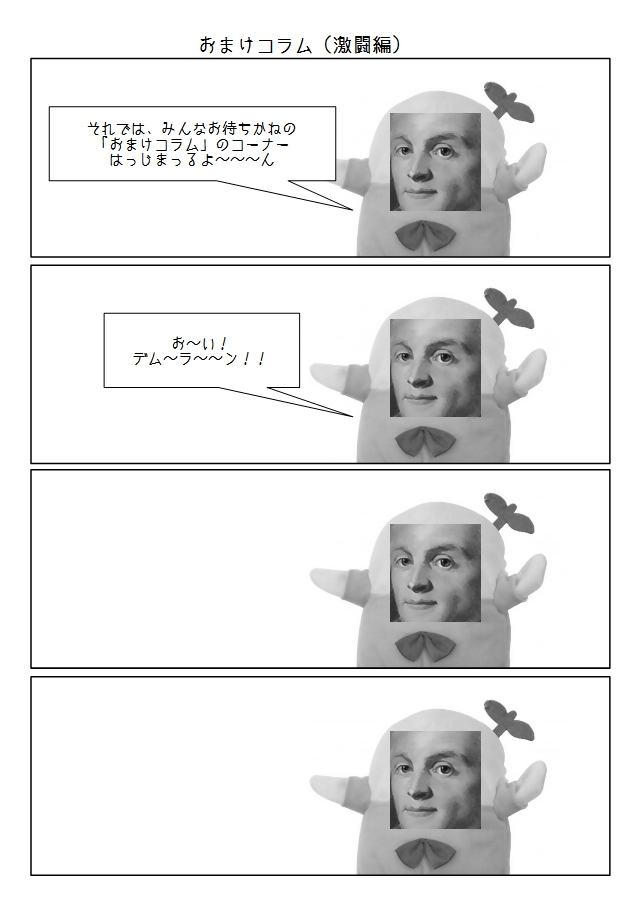 おまけコラム（激闘編）
それでは、みんなお待ちかねの
「おまけコラム」のコーナー
はっじまっるよ～～～ん
お～い！
デム～ラ～～ン！！